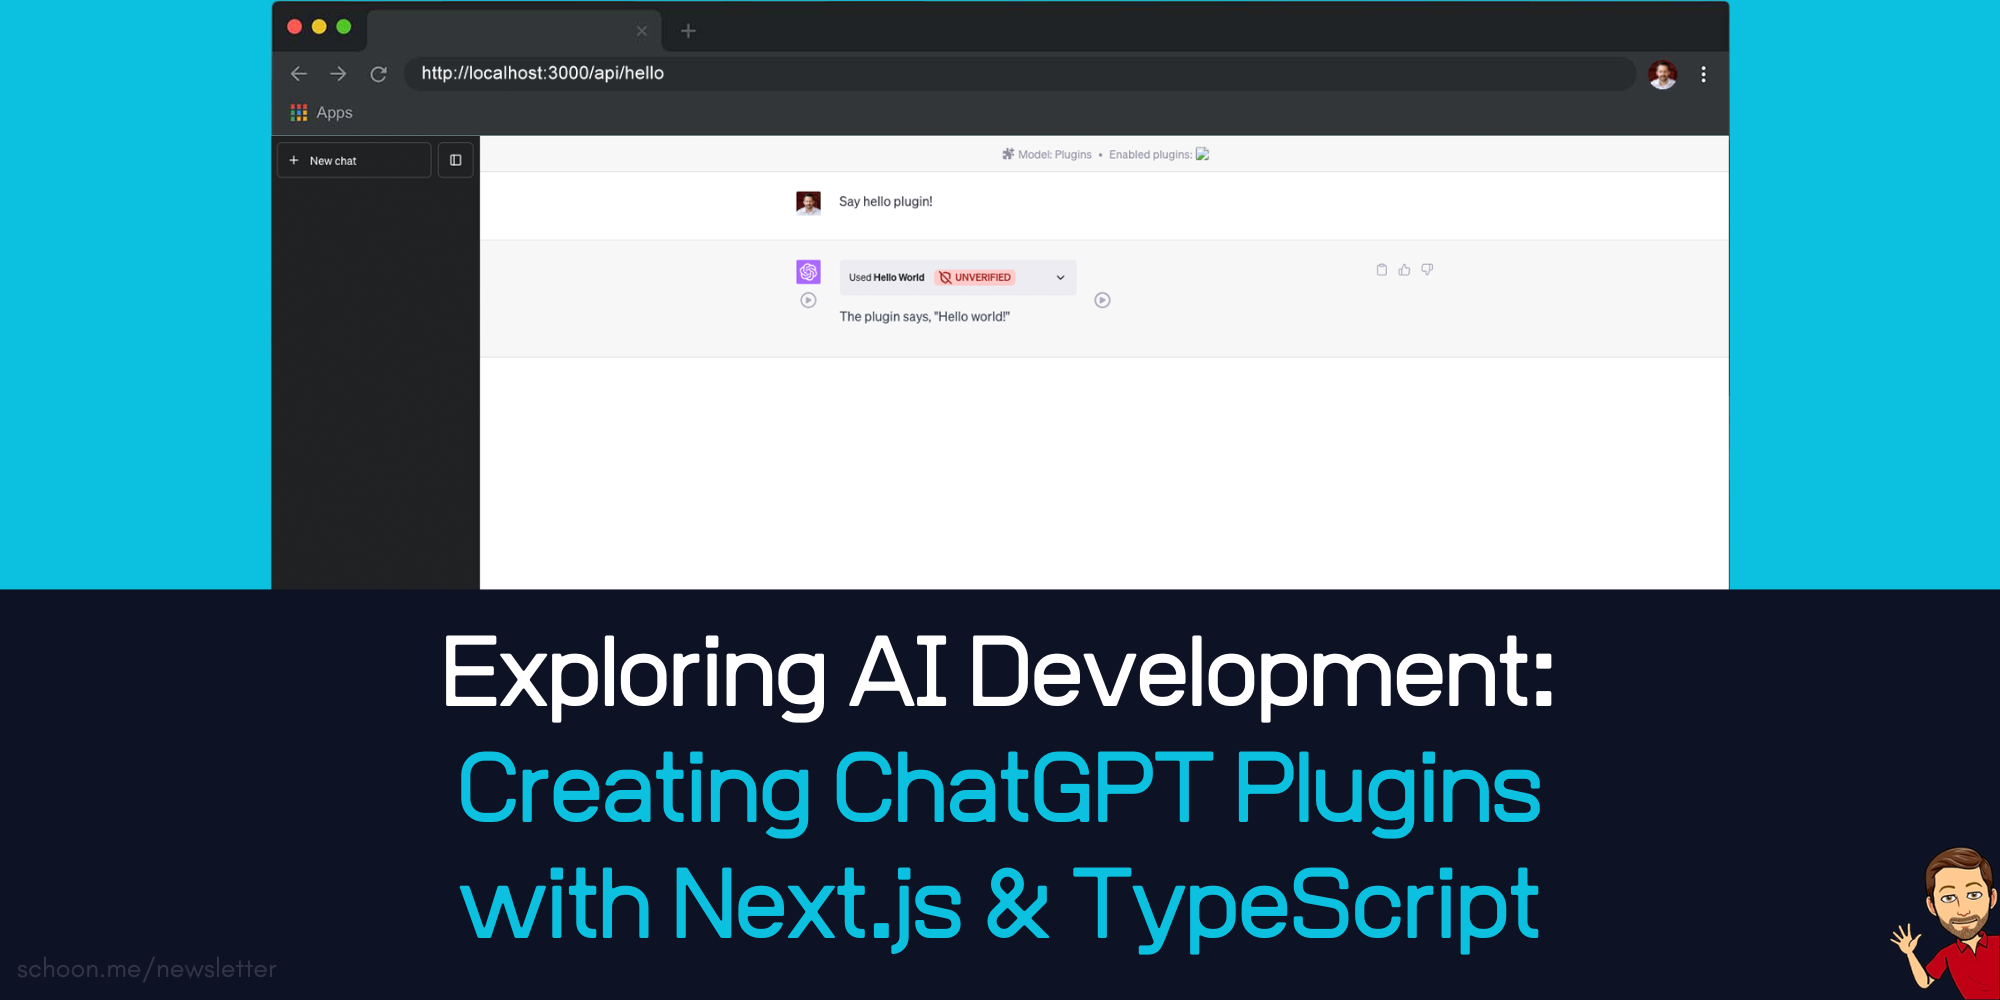 http://localhost:3000/api/hello
Apps
New chat
Model: Plugins • Enabled plugins:
Say hello plugin!
Used Hello World UNVERIFIED
The plugin says, "Hello world!"
Exploring AI Development:
Creating ChatGPT Plugins
with Next.js & TypeScript
schoon.me/newsletter